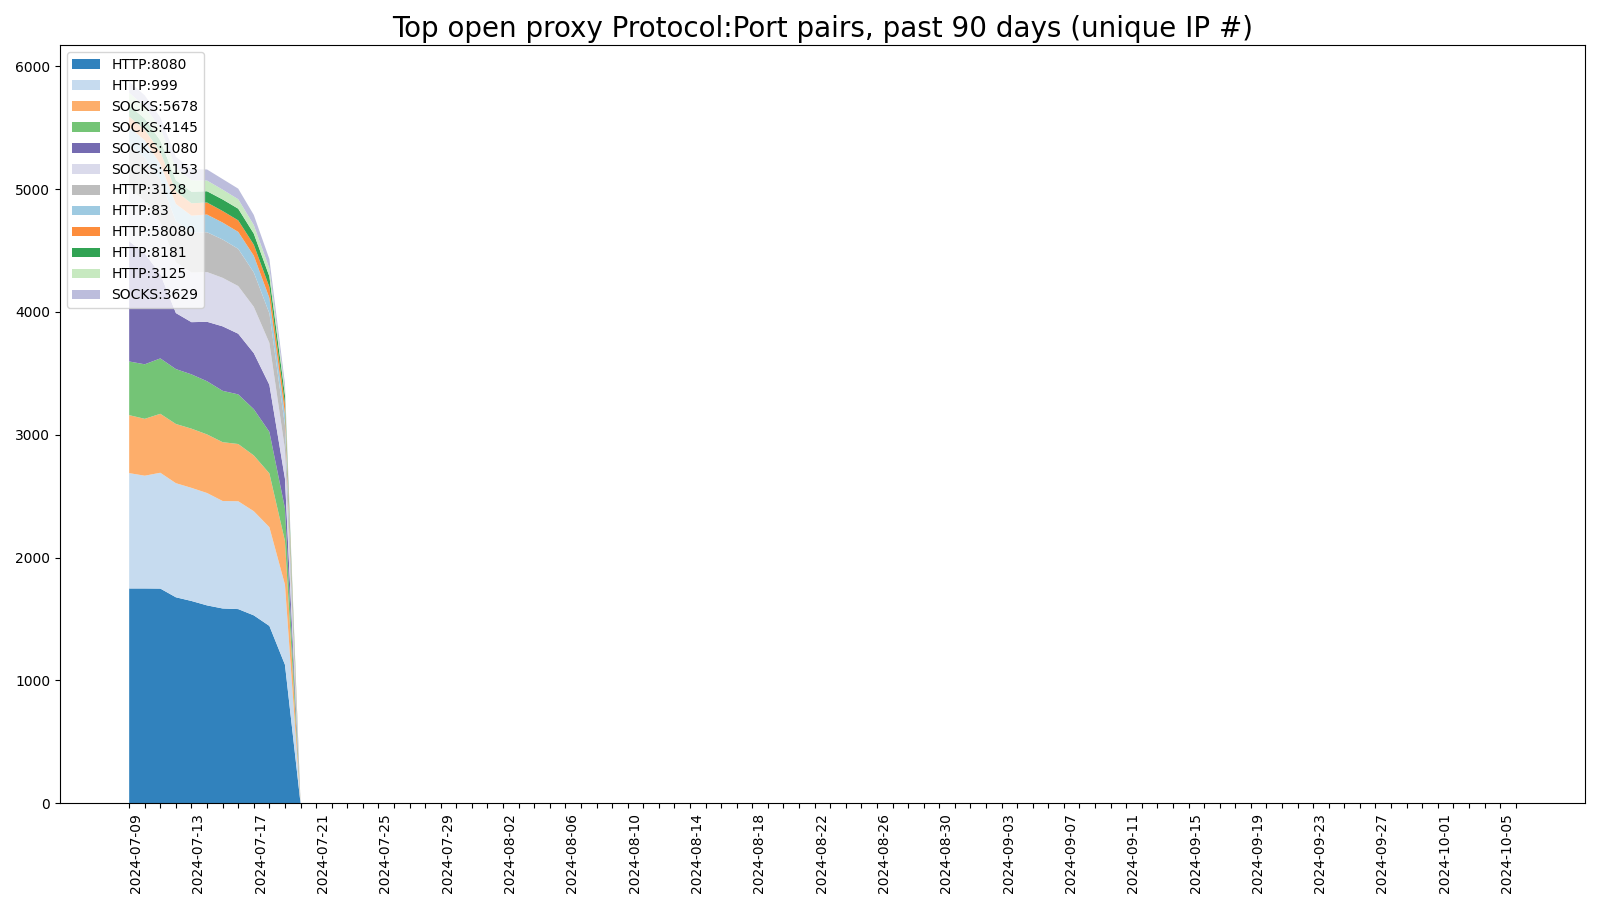 Top open proxy Protocol:Port pairs, past 90 days (unique IP #)
6000
5000
4000
3000
2000
1000
0
HTTP:8080
HTTP:999
SOCKS:5678
SOCKS:4145
SOCKS:1080
SOCKS:4153
HTTP:3128
HTTP:83
HTTP:58080
HTTP:8181
HTTP:3125
SOCKS:3629
2024-07-09
2024-07-13
2024-07-17
2024-07-21
2024-07-25
2024-07-29
2024-08-02
2024-08-06
2024-08-10
2024-08-14
2024-08-18
2024-08-22
2024-08-26
2024-08-30
2024-09-03
2024-09-07
2024-09-11
2024-09-15
2024-09-19
2024-09-23
2024-09-27
2024-10-01
2024-10-05